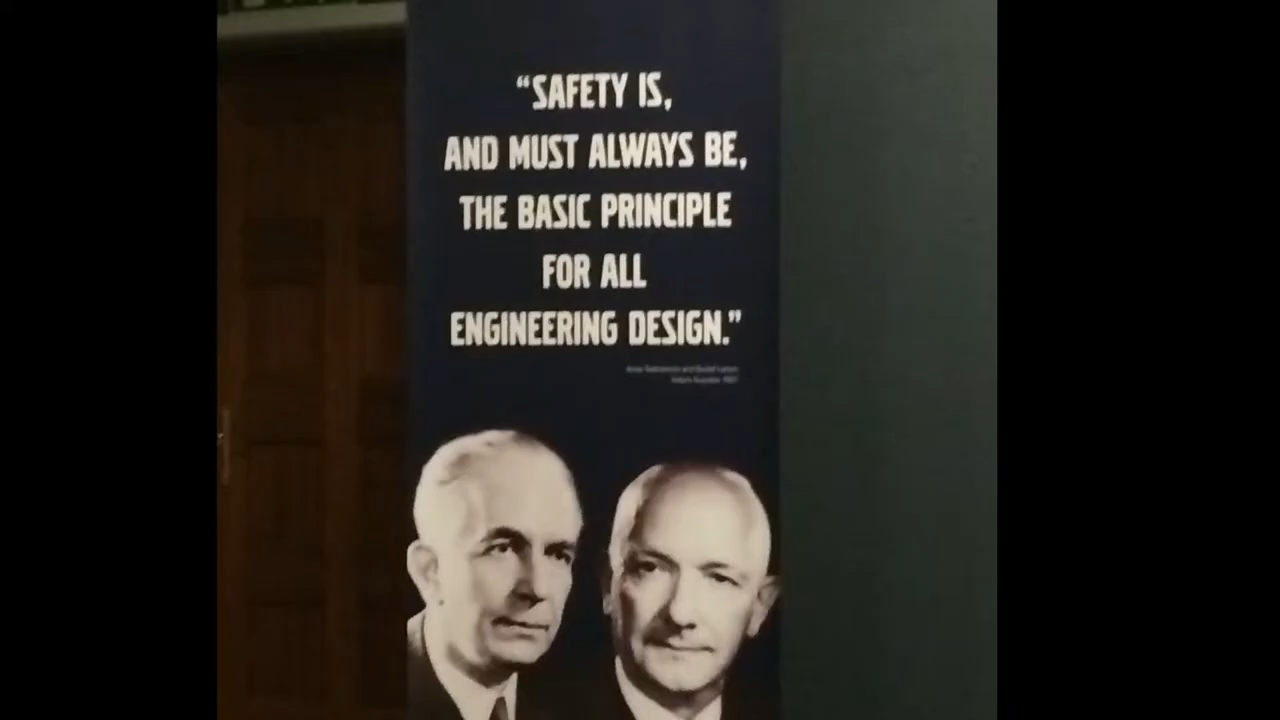 “SAFETY IS,
AND MUST ALWAYS BE,
THE BASIC PRINCIPLE
FOR ALL
ENGINEERING DESIGN.”